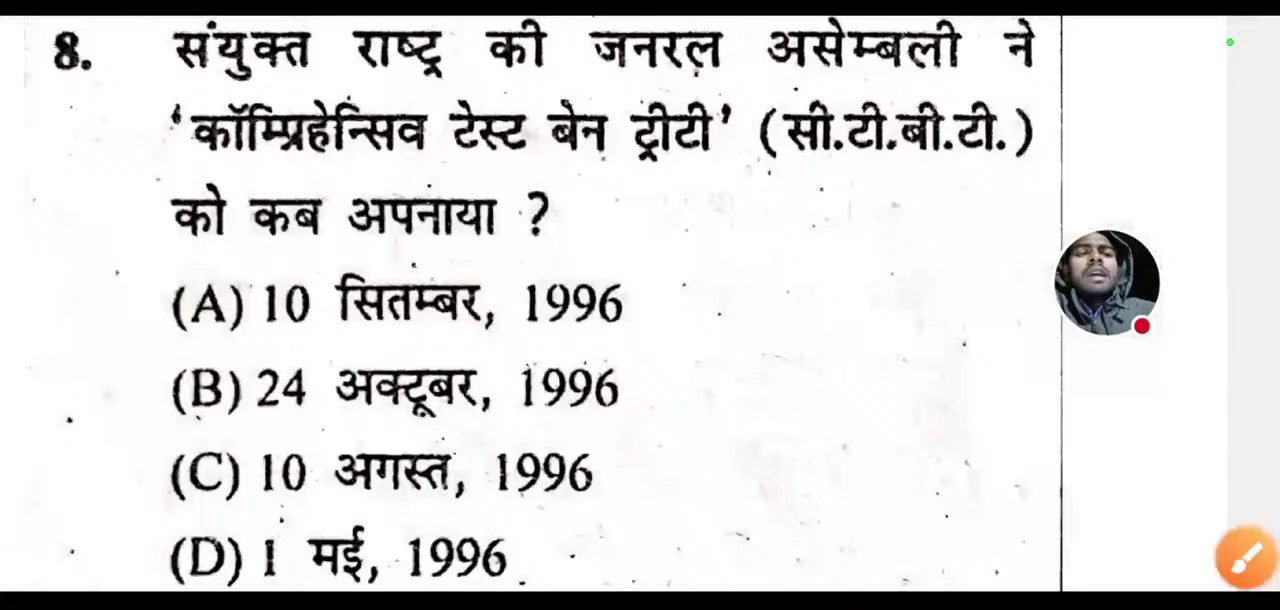 8. संयुक्त राष्ट्र की जनरल असेम्बली ने
‘कॉम्प्रिहेन्सिव टेस्ट बेन ट्रीटी’ (सी.टी.बी.टी.)
को कब अपनाया ?
(A) 10 सितम्बर, 1996
(B) 24 अक्टूबर, 1996
(C) 10 अगस्त, 1996
(D) 1 मई, 1996